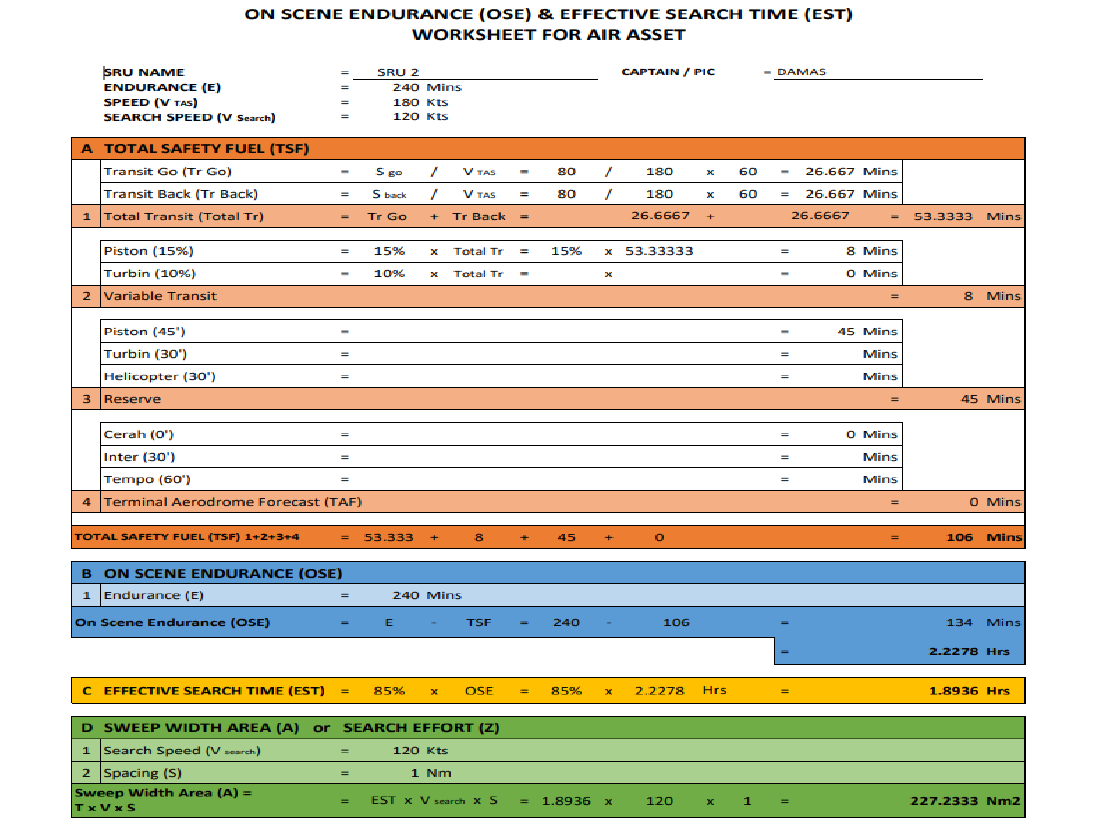 ON SCENE ENDURANCE (OSE) & EFFECTIVE SEARCH TIME (EST)
WORKSHEET FOR AIR ASSET
SRU NAME = SRU 2 CAPTAIN / PIC = DAMAS
ENDURANCE (E) = 240 Mins
SPEED (V TAS) = 180 Kts
SEARCH SPEED (V Search) = 120 Kts
A TOTAL SAFETY FUEL (TSF)
Transit Go (Tr Go) = S go / V TAS = 80 / 180 x 60 = 26.667 Mins
Transit Back (Tr Back) = S back / V TAS = 80 / 180 x 60 = 26.667 Mins
1 Total Transit (Total Tr) = Tr Go + Tr Back = 26.6667 + 26.6667 = 53.3333 Mins
Piston (15%) = 15% x Total Tr = 15% x 53.33333 = 8 Mins
Turbin (10%) = 10% x Total Tr = x = 0 Mins
2 Variable Transit = 8 Mins
Piston (45') = = 45 Mins
Turbin (30') = = Mins
Helicopter (30') = = Mins
3 Reserve = 45 Mins
Cerah (0') = = 0 Mins
Inter (30') = = Mins
Tempo (60') = = Mins
4 Terminal Aerodrome Forecast (TAF) = 0 Mins
TOTAL SAFETY FUEL (TSF) 1+2+3+4 = 53.333 + 8 + 45 + 0 = 106 Mins
B ON SCENE ENDURANCE (OSE)
1 Endurance (E) = 240 Mins
On Scene Endurance (OSE) = E - TSF = 240 - 106 = 134 Mins
= 2.2278 Hrs
C EFFECTIVE SEARCH TIME (EST) = 85% x OSE = 85% x 2.2278 Hrs = 1.8936 Hrs
D SWEEP WIDTH AREA (A) or SEARCH EFFORT (Z)
1 Search Speed (V search) = 120 Kts
2 Spacing (S) = 1 Nm
Sweep Width Area (A) =
T x V x S = EST x V search x S = 1.8936 x 120 x 1 = 227.2333 Nm2